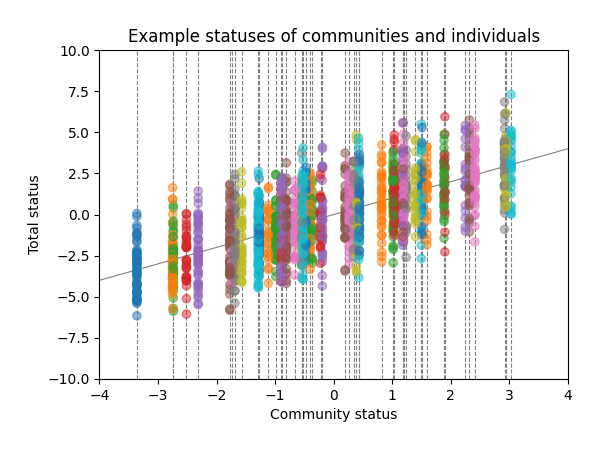 Example statuses of communities and individuals
10.0
7.5
5.0
2.5
0.0
−2.5
−5.0
−7.5
−10.0
Total status
−4 −3 −2 −1 0 1 2 3 4
Community status